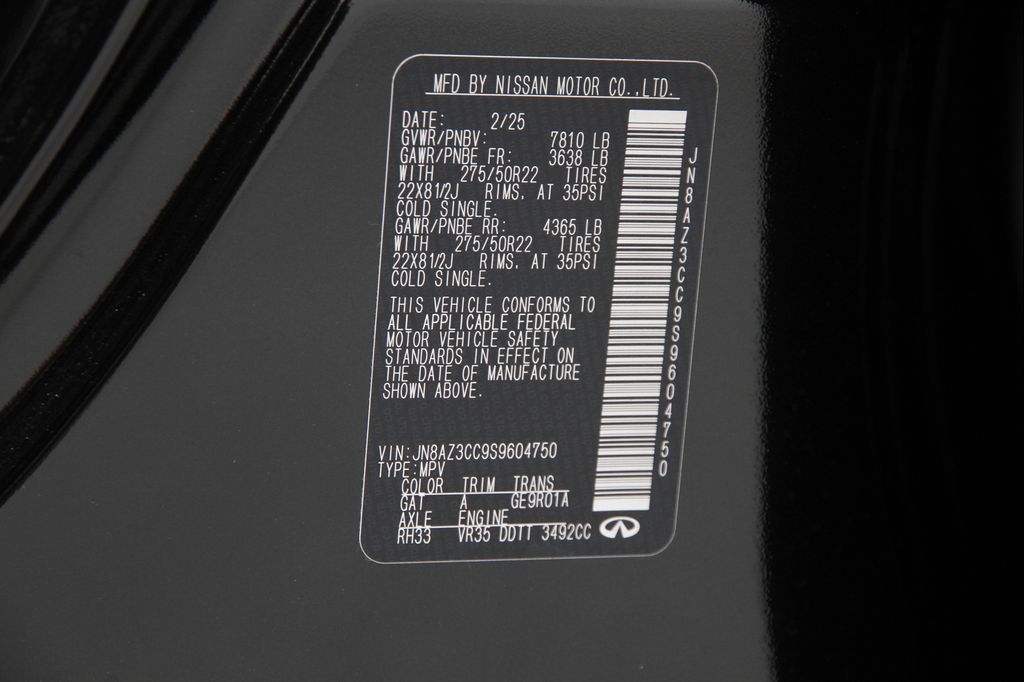 MFD BY NISSAN MOTOR CO.,LTD.
DATE: 2/25
GVWR/PNBV: 7810 LB
GAWR/PNBE FR: 3638 LB
WITH 275/50R22 TIRES
22X81/2J RIMS, AT 35PSI
COLD SINGLE.
GAWR/PNBE RR: 4365 LB
WITH 275/50R22 TIRES
22X81/2J RIMS, AT 35PSI
COLD SINGLE.
THIS VEHICLE CONFORMS TO
ALL APPLICABLE FEDERAL
MOTOR VEHICLE SAFETY
STANDARDS IN EFFECT ON
THE DATE OF MANUFACTURE
SHOWN ABOVE.
VIN:JN8AZ3CC9S9604750
TYPE:MPV
COLOR TRIM TRANS
GAT A GE9R01A
AXLE ENGINE
RH33 VR35 DDTT 3492CC
JN8AZ3CC9S9604750